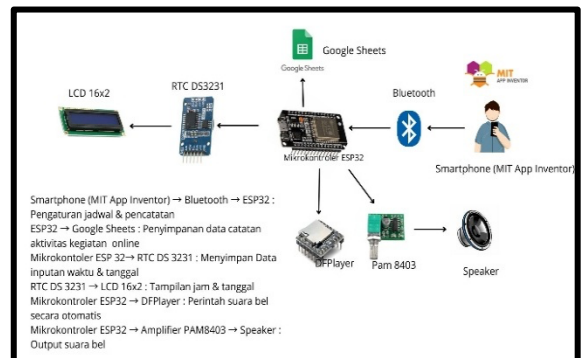 Google Sheets
Google Sheets
MIT
APP INVENTOR
RTC DS3231
LCD 16x2
Bluetooth
Mikrokontroler ESP32
Smartphone (MIT App Inventor)
Smartphone (MIT App Inventor) → Bluetooth → ESP32 :
Pengaturan jadwal & pencatatan
ESP32 → Google Sheets : Penyimpanan data catatan
aktivitas kegiatan online
Mikrokontoler ESP 32→ RTC DS 3231 : Menyimpan Data
inputan waktu & tanggal
RTC DS 3231 → LCD 16x2 : Tampilan jam & tanggal
Mikrokontroler ESP32 → DFPlayer : Perintah suara bel
secara otomatis
Mikrokontroler ESP32 → Amplifier PAM8403 → Speaker :
Output suara bel
DFPlayer
Pam 8403
Speaker